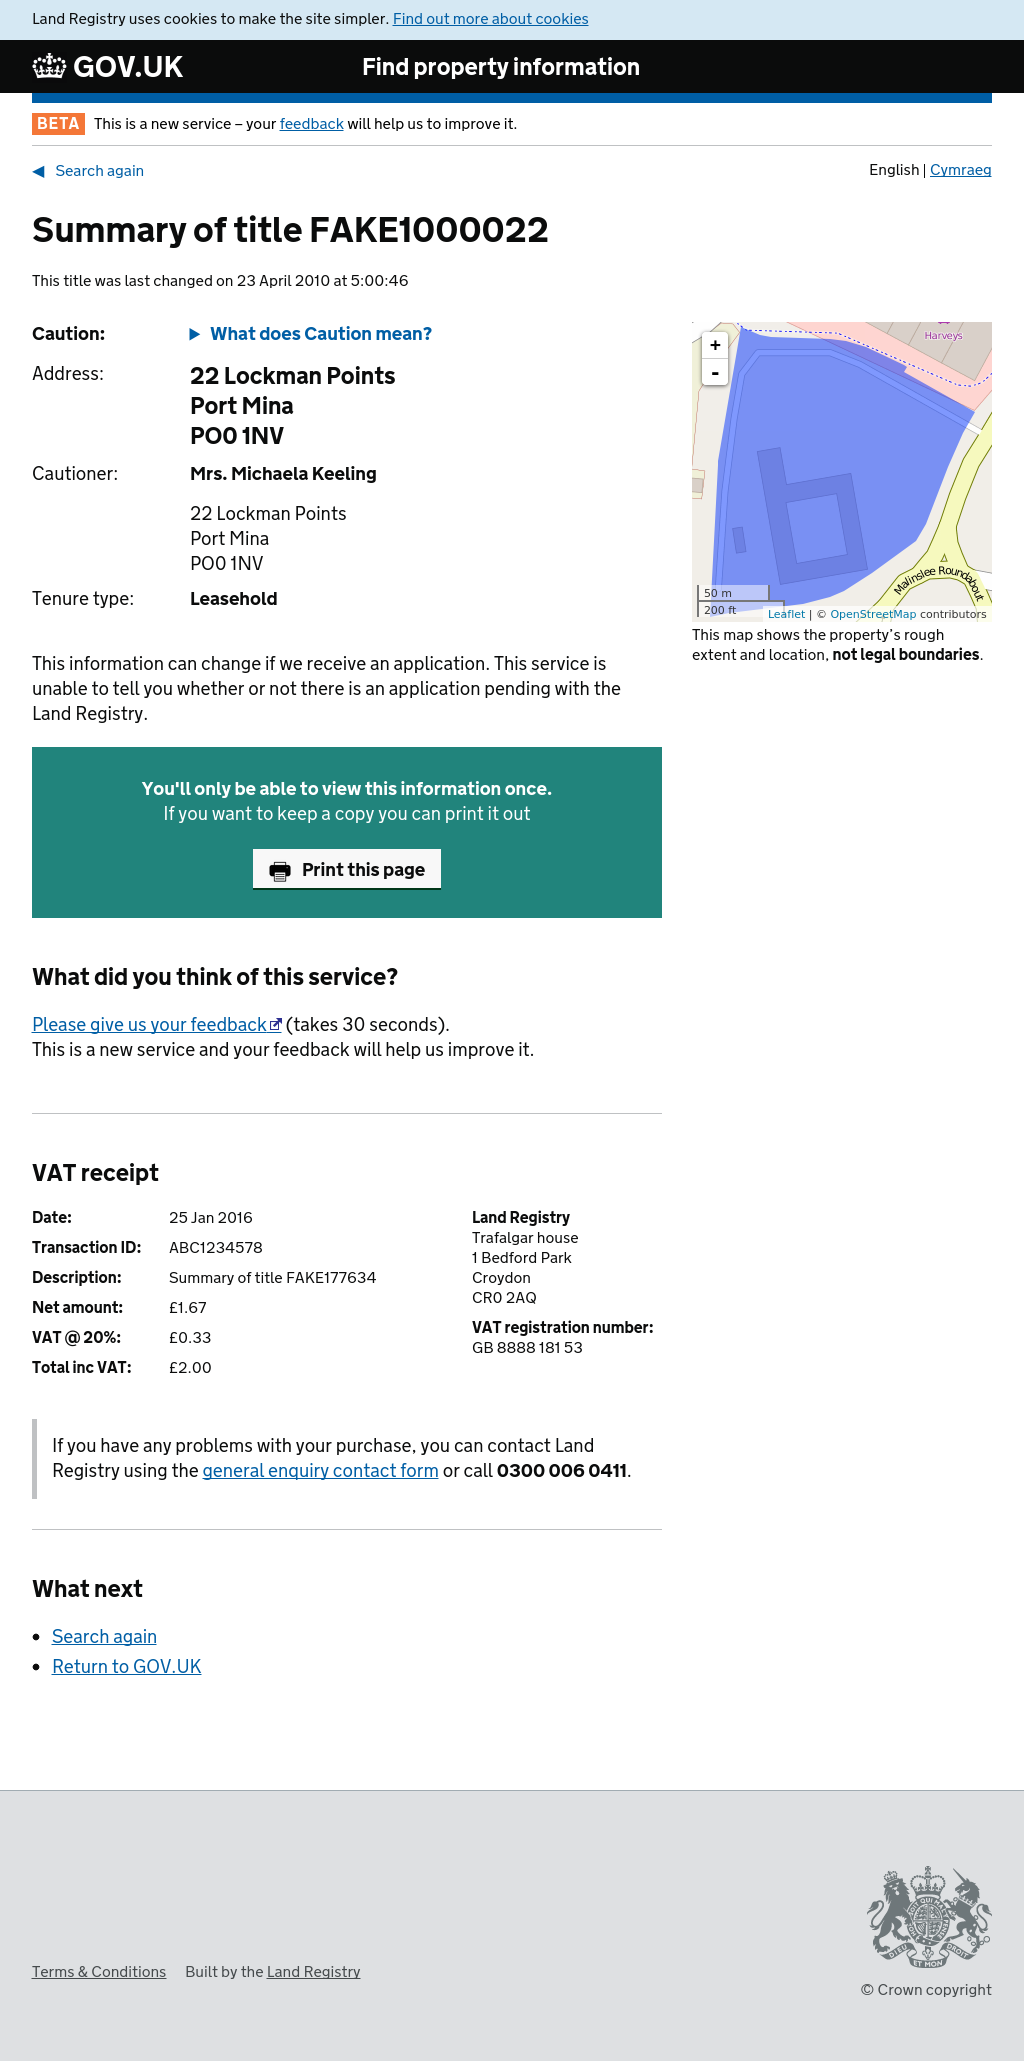 Land Registry uses cookies to make the site simpler. Find out more about cookies
GOV.UK
Find property information
BETA This is a new service – your feedback will help us to improve it.
Search again
English | Cymraeg
Summary of title FAKE1000022
This title was last changed on 23 April 2010 at 5:00:46
Caution:
What does Caution mean?
Address:
22 Lockman Points
Port Mina
PO0 1NV
Cautioner:
Mrs. Michaela Keeling
22 Lockman Points
Port Mina
PO0 1NV
Tenure type:
Leasehold
+
-
Harveys
Malinslee Roundabout
50 m
200 ft
Leaflet | © OpenStreetMap contributors
This map shows the property's rough
extent and location, not legal boundaries.
This information can change if we receive an application. This service is
unable to tell you whether or not there is an application pending with the
Land Registry.
You'll only be able to view this information once.
If you want to keep a copy you can print it out
Print this page
What did you think of this service?
Please give us your feedback (takes 30 seconds).
This is a new service and your feedback will help us improve it.
VAT receipt
Date: 25 Jan 2016
Transaction ID: ABC1234578
Description: Summary of title FAKE177634
Net amount: £1.67
VAT @ 20%: £0.33
Total inc VAT: £2.00
Land Registry
Trafalgar house
1 Bedford Park
Croydon
CR0 2AQ
VAT registration number:
GB 8888 181 53
If you have any problems with your purchase, you can contact Land
Registry using the general enquiry contact form or call 0300 006 0411.
What next
Search again
Return to GOV.UK
DIEU ET MON DROIT
Terms & Conditions Built by the Land Registry
© Crown copyright